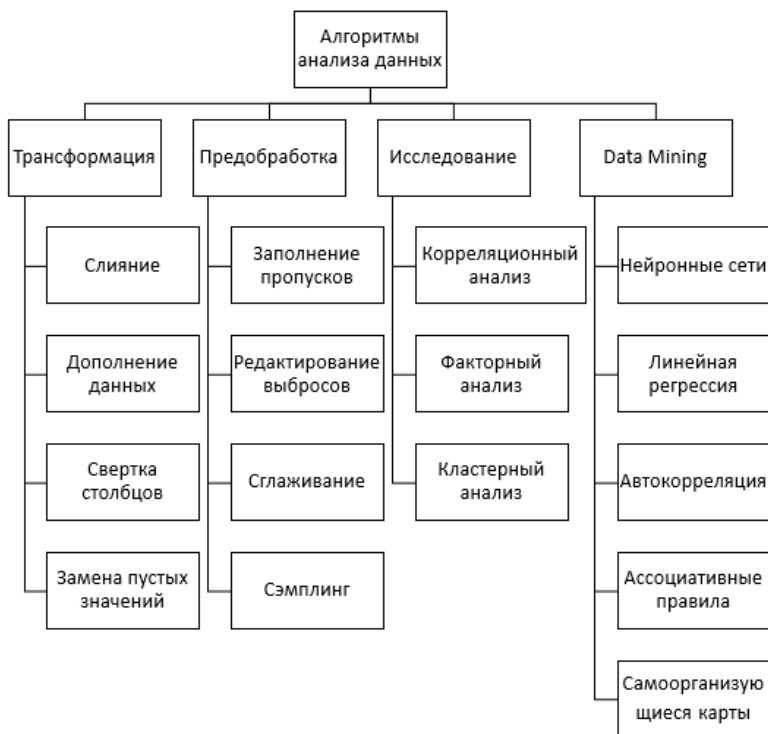 Алгоритмы
анализа данных
Трансформация
Предобработка
Исследование
Data Mining
Слияние
Заполнение
пропусков
Корреляционный
анализ
Нейронные сети
Дополнение
данных
Редактирование
выбросов
Факторный
анализ
Линейная
регрессия
Свертка
столбцов
Сглаживание
Кластерный
анализ
Автокорреляция
Замена пустых
значений
Сэмплинг
Ассоциативные
правила
Самоорганизую
щиеся карты